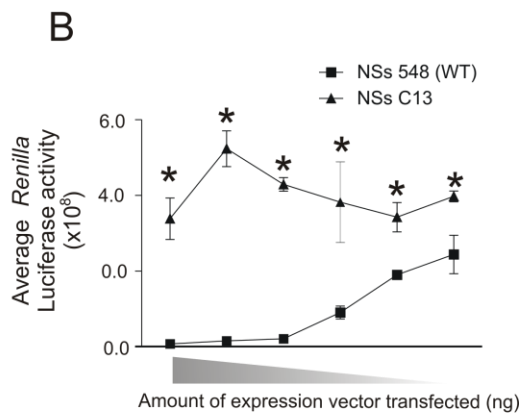 B
NSs 548 (WT)
NSs C13
Average Renilla
Luciferase activity
(x10⁸)
6.0
4.0
0.0
0.0
* * * * * *
Amount of expression vector transfected (ng)